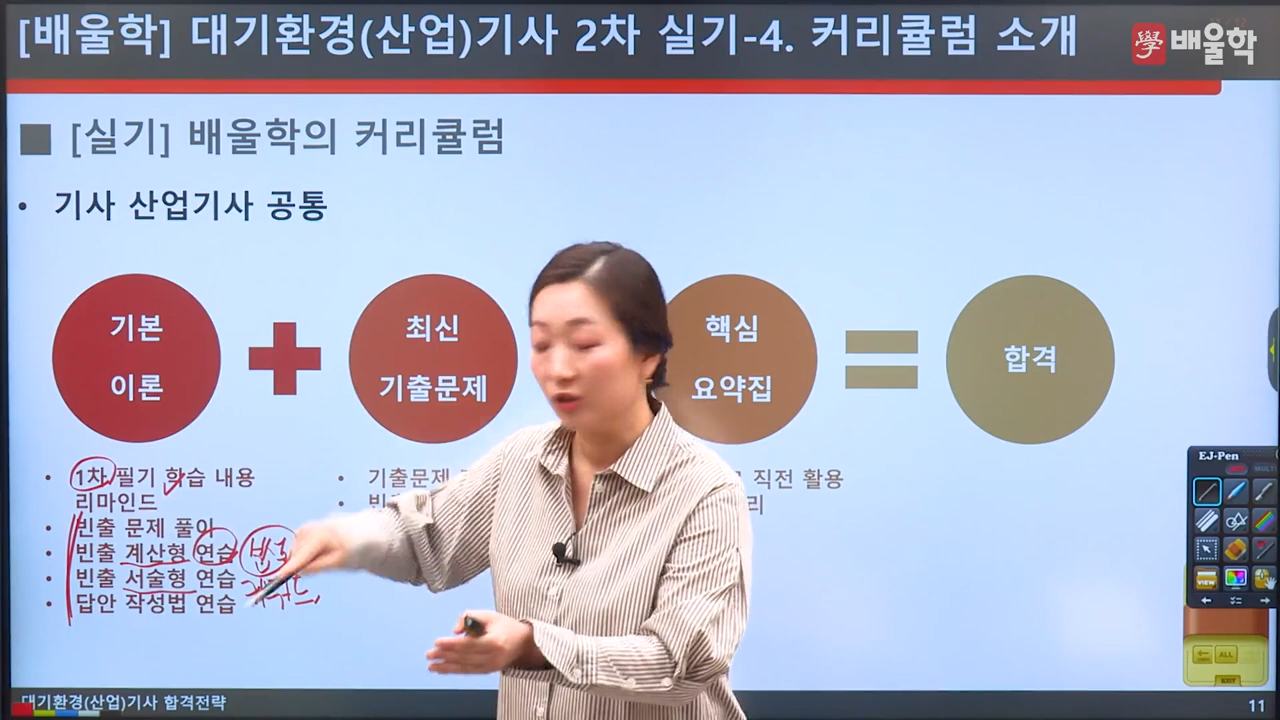 [배울학] 대기환경(산업)기사 2차 실기-4. 커리큘럼 소개
學 배울학
[실기] 배울학의 커리큘럼
기사 산업기사 공통
기본
이론
최신
기출문제
핵심
요약집
합격
1차 필기 학습 내용
리마인드
빈출 문제 풀이
빈출 계산형 연습
빈출 서술형 연습
답안 작성법 연습
기출문제
직전 활용
EJ-Pen
MULTI
VIEW
ALL
EXIT
대기환경(산업)기사 합격전략
11